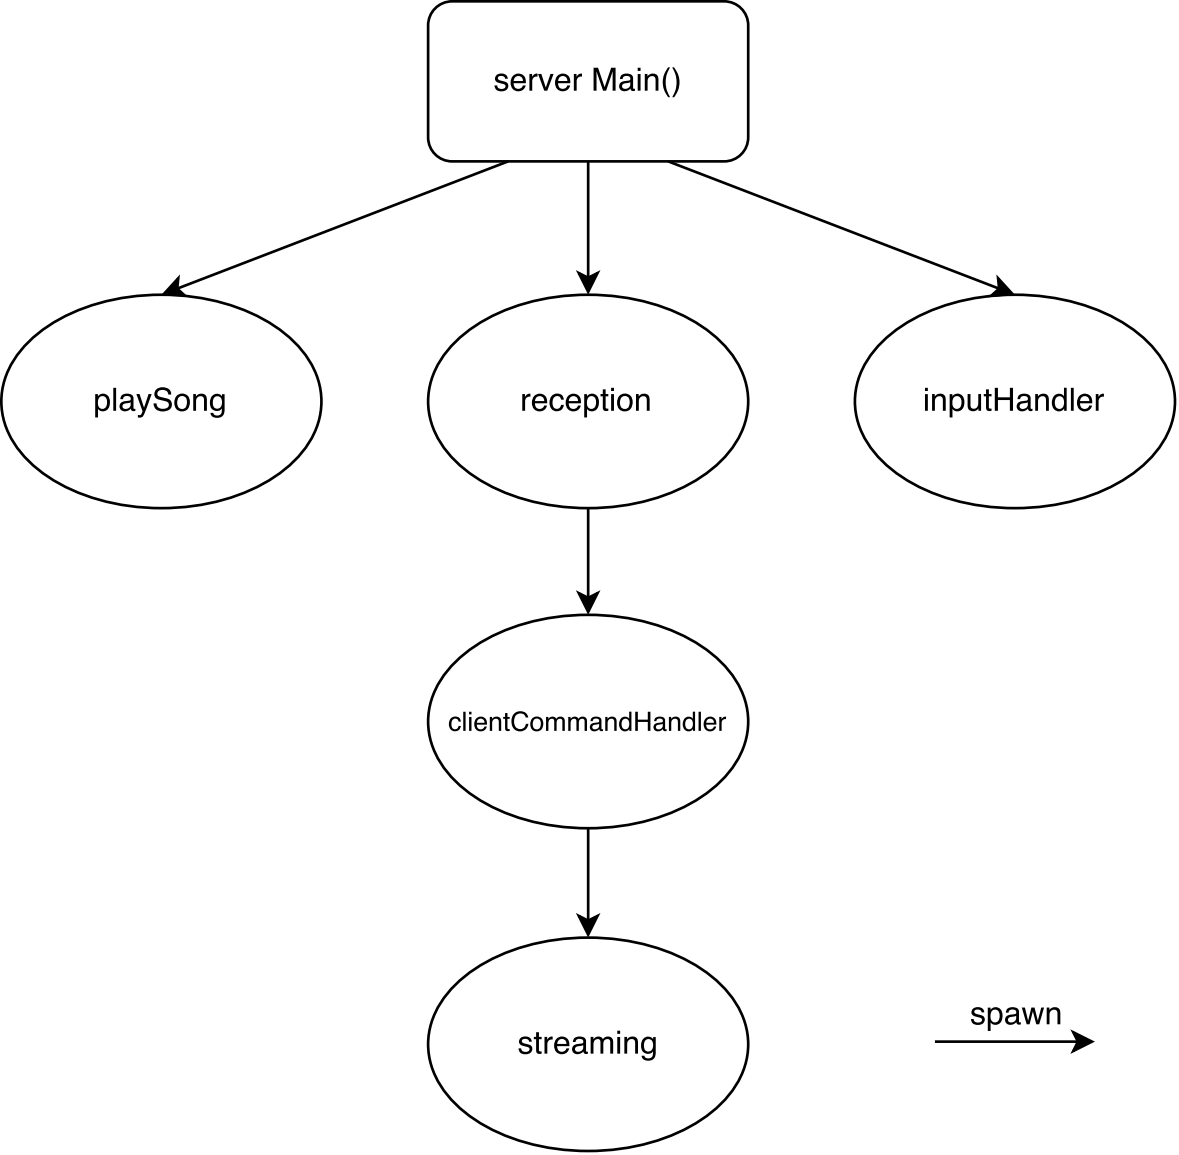 server Main()
playSong
reception
inputHandler
clientCommandHandler
streaming
spawn